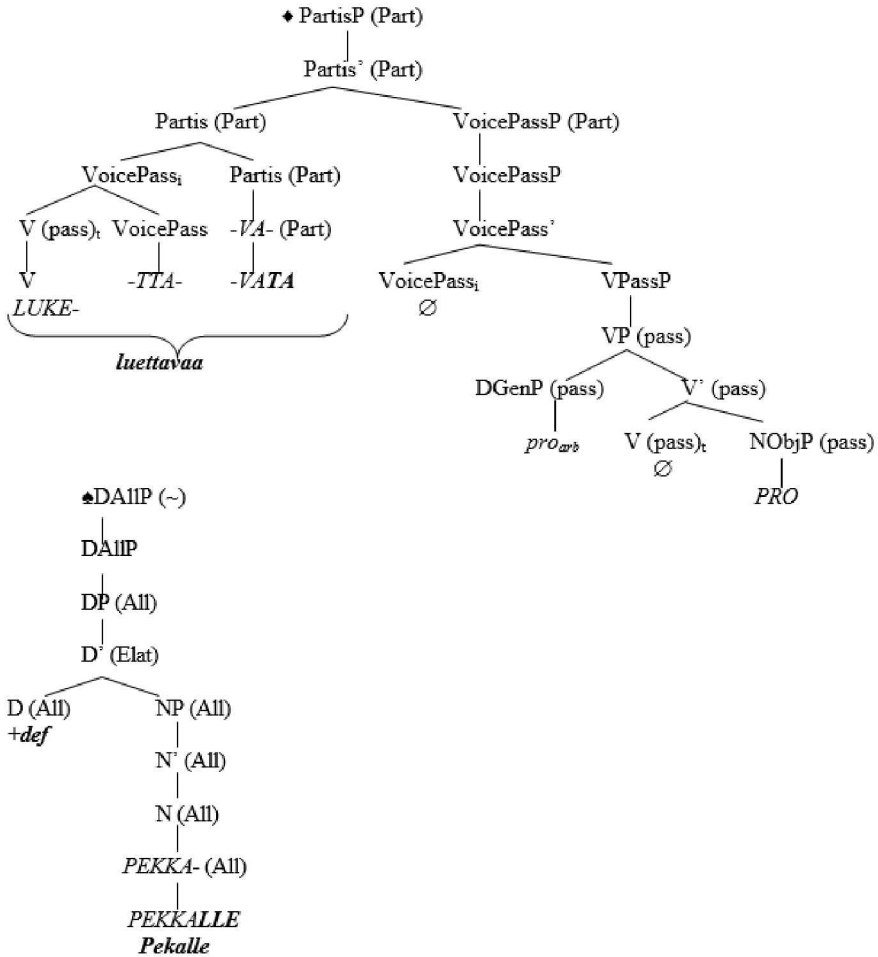 ♦ PartisP (Part)
Partis’ (Part)
Partis (Part) VoicePassP (Part)
VoicePassi Partis (Part) VoicePassP
V (pass)t VoicePass -VA- (Part) VoicePass’
V -TTA- -VATA VoicePassi VPassP
LUKE- ∅
VP (pass)
luettavaa
DGenP (pass) V’ (pass)
proarb V (pass)t NObjP (pass)
∅
♠DAllP (~) PRO
DAllP
DP (All)
D’ (Elat)
D (All) NP (All)
+def
N’ (All)
N (All)
PEKKA- (All)
PEKKALLE
Pekalle